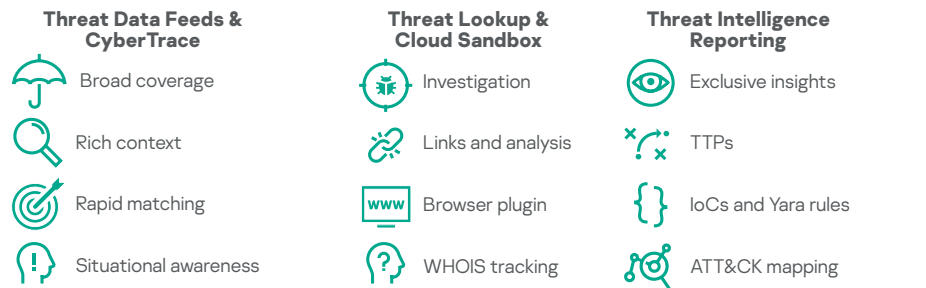 Threat Data Feeds &
CyberTrace
Broad coverage
Rich context
Rapid matching
Situational awareness
Threat Lookup &
Cloud Sandbox
Investigation
Links and analysis
www
Browser plugin
?
WHOIS tracking
Threat Intelligence
Reporting
Exclusive insights
TTPs
{}
IoCs and Yara rules
ATT&CK mapping